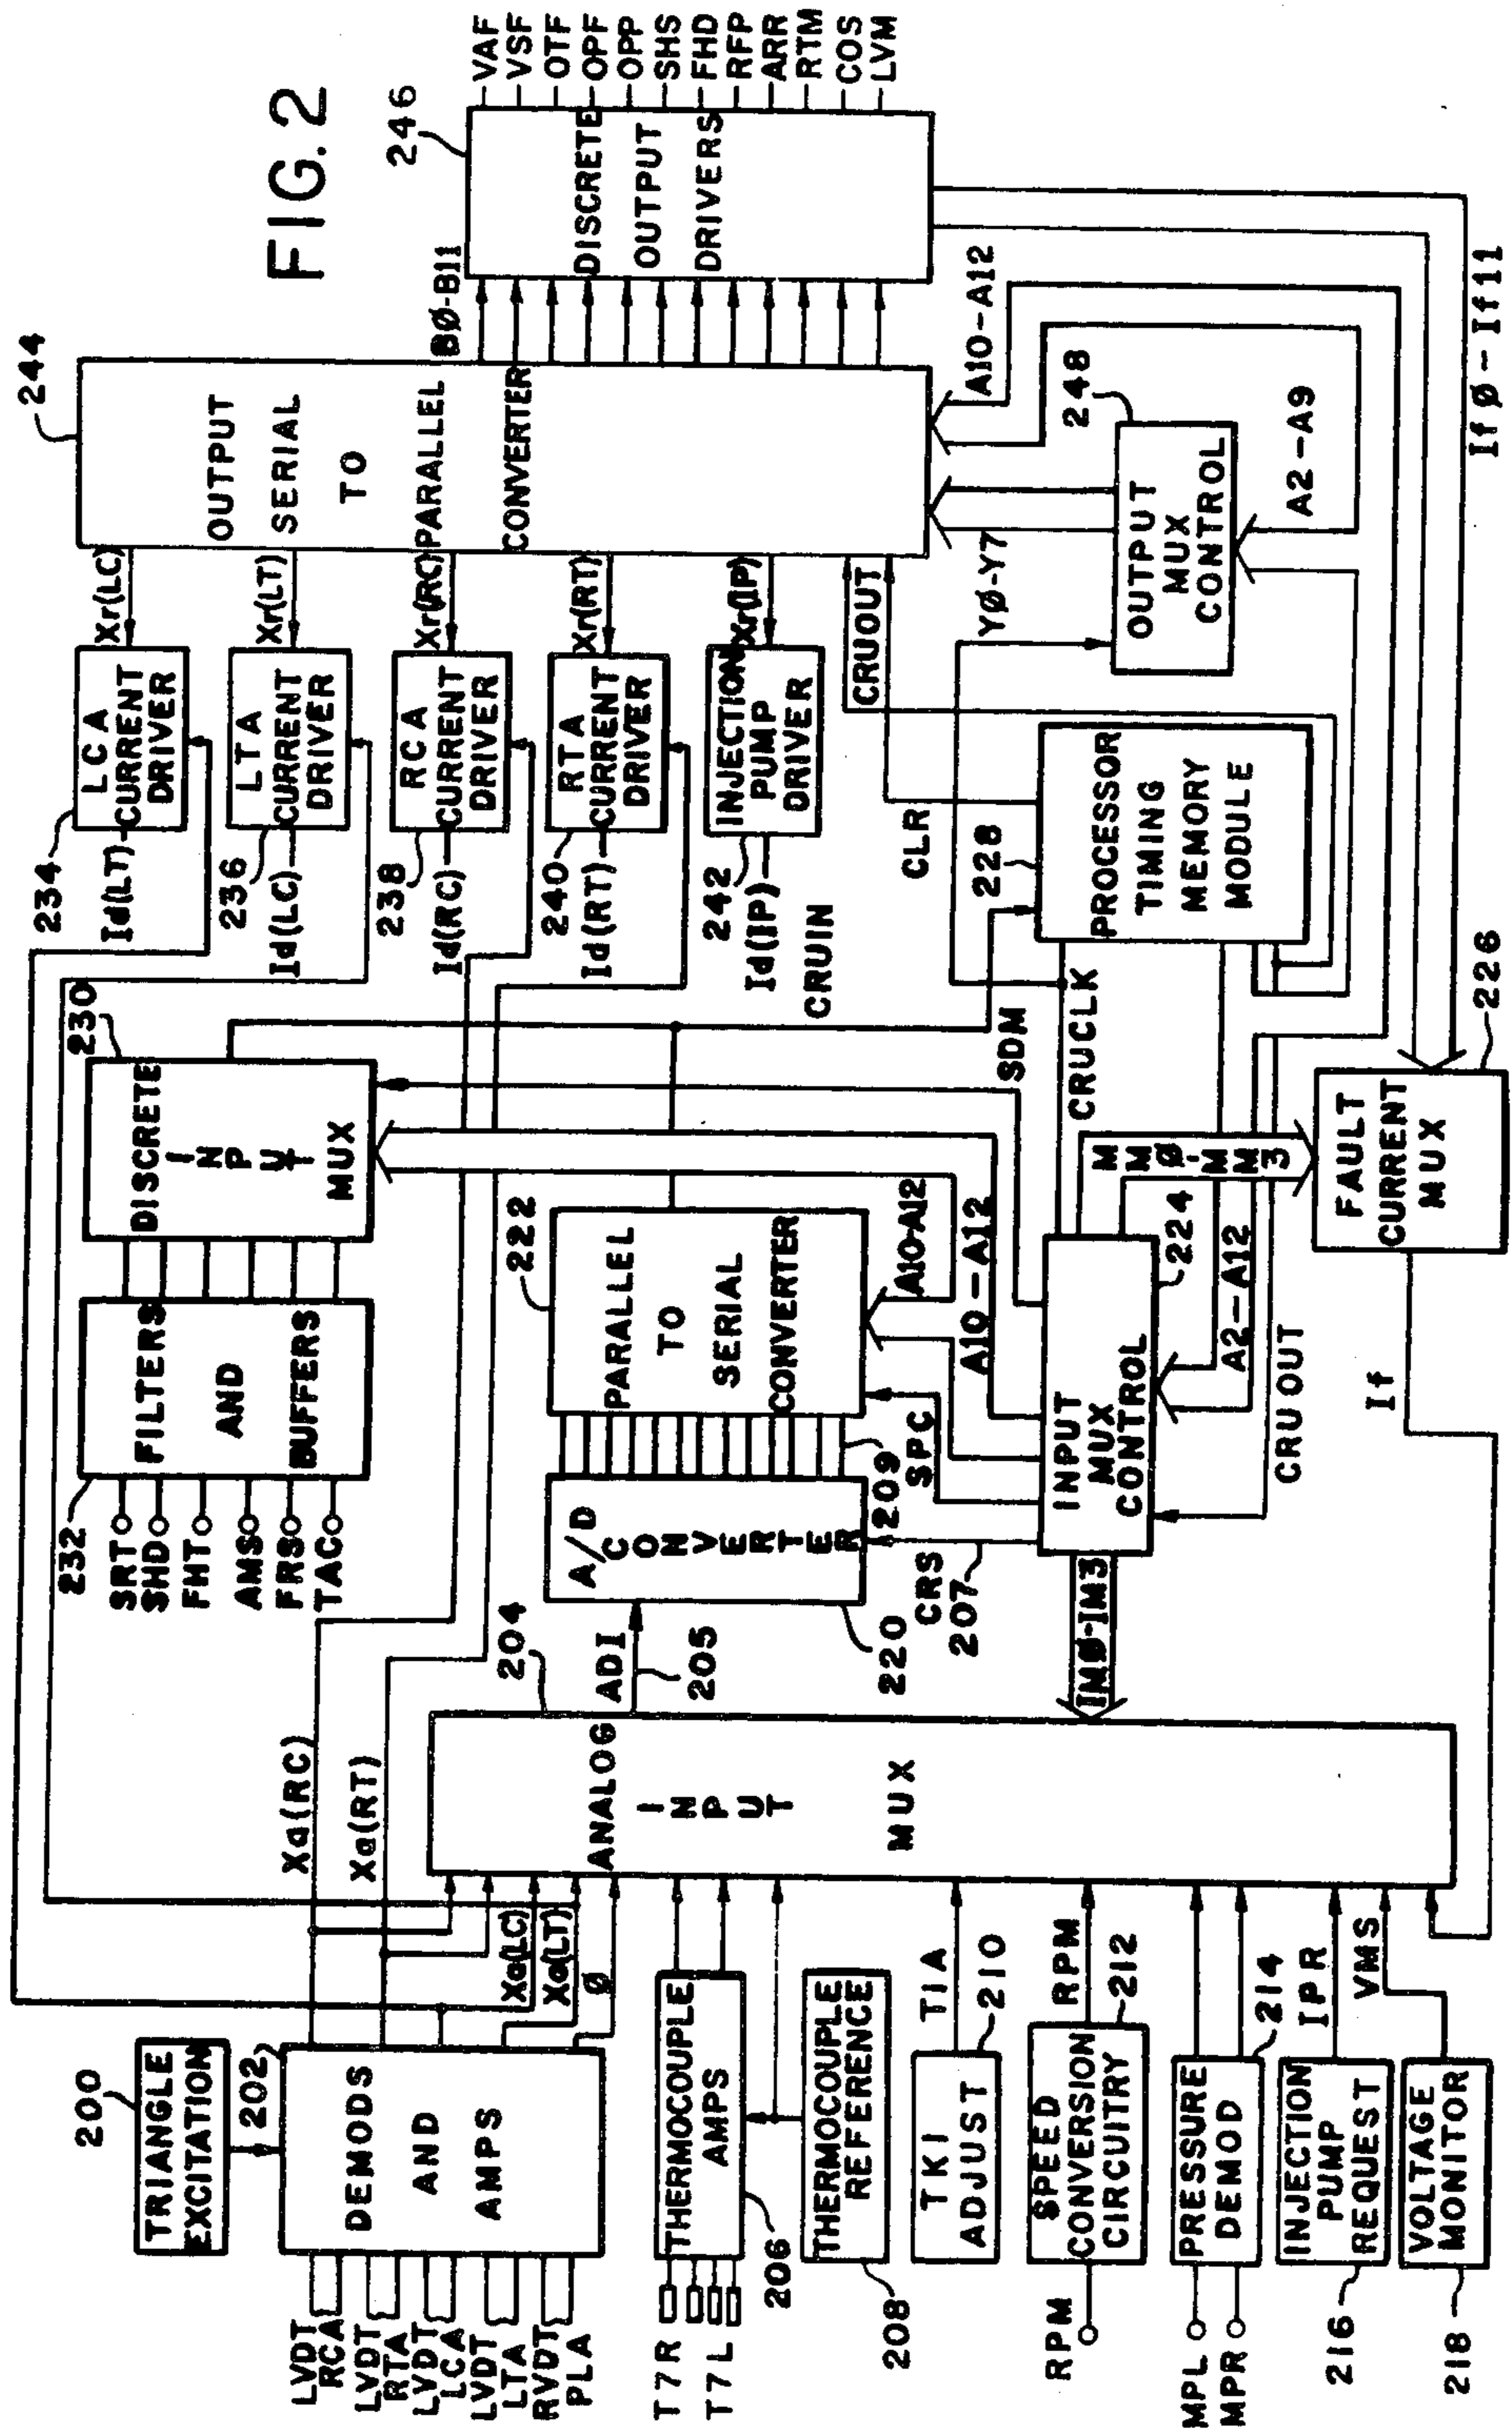 FIG. 2
200
TRIANGLE
EXCITATION
202
DEMODS
AND
AMPS
LVDT
RCA
LVDT
RTA
LVDT
LCA
LVDT
LTA
RVDT
PLA
T7R
T7L
THERMOCOUPLE
AMPS
206
THERMOCOUPLE
REFERENCE
208
TKI
ADJUST
TIA
210
RPM
SPEED
CONVERSION
CIRCUITRY
RPM
212
MPL
MPR
PRESSURE
DEMOD
214
INJECTION
PUMP
REQUEST
IPR
216
VOLTAGE
MONITOR
VMS
218
Xa(RC)
Xa(RT)
Xa(LC)
Xa(LT)
Ø
ANALOG
INPUT
MUX
204
ADI
205
IMØ-IM3
232
SRT
SHD
FHT
AMS
FRS
TAC
FILTERS
AND
BUFFERS
230
DISCRETE
INPUT
MUX
A/D
CONVERTER
220
CRS
207
209
SPC
222
PARALLEL
TO
SERIAL
CONVERTER
A10-A12
A10-A12
INPUT
MUX
CONTROL
224
A2-A12
CRUOUT
If
MMØ-MM3
FAULT
CURRENT
MUX
226
SDM
CRUCLK
CRUIN
CLR
228
PROCESSOR
TIMING
MEMORY
MODULE
234
Id(LT)
LCA
CURRENT
DRIVER
Xr(LC)
236
Id(LC)
LTA
CURRENT
DRIVER
Xr(LT)
238
Id(RC)
RCA
CURRENT
DRIVER
Xr(RC)
240
Id(RT)
RTA
CURRENT
DRIVER
Xr(RT)
242
Id(IP)
INJECTION
PUMP
DRIVER
Xr(IP)
CRUOUT
YØ-Y7
OUTPUT
MUX
CONTROL
248
A2-A9
A10-A12
244
OUTPUT
SERIAL
TO
PARALLEL
CONVERTER
BØ-B11
246
DISCRETE
OUTPUT
DRIVERS
VAF
VSF
OTF
OPF
OPP
SHS
FHD
RFP
ARR
RTM
COS
LVM
IfØ-If11